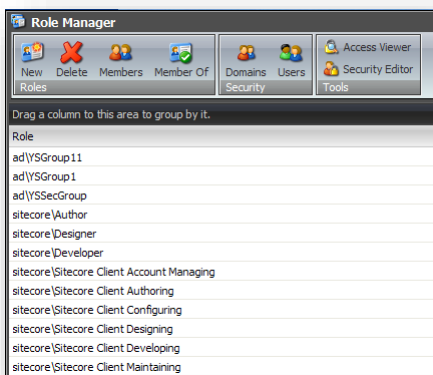 Role Manager
New Delete Members Member Of Domains Users Access Viewer
Security Editor
Roles Security Tools
Drag a column to this area to group by it.
Role
ad\YSGroup11
ad\YSGroup1
ad\YSSecGroup
sitecore\Author
sitecore\Designer
sitecore\Developer
sitecore\Sitecore Client Account Managing
sitecore\Sitecore Client Authoring
sitecore\Sitecore Client Configuring
sitecore\Sitecore Client Designing
sitecore\Sitecore Client Developing
sitecore\Sitecore Client Maintaining